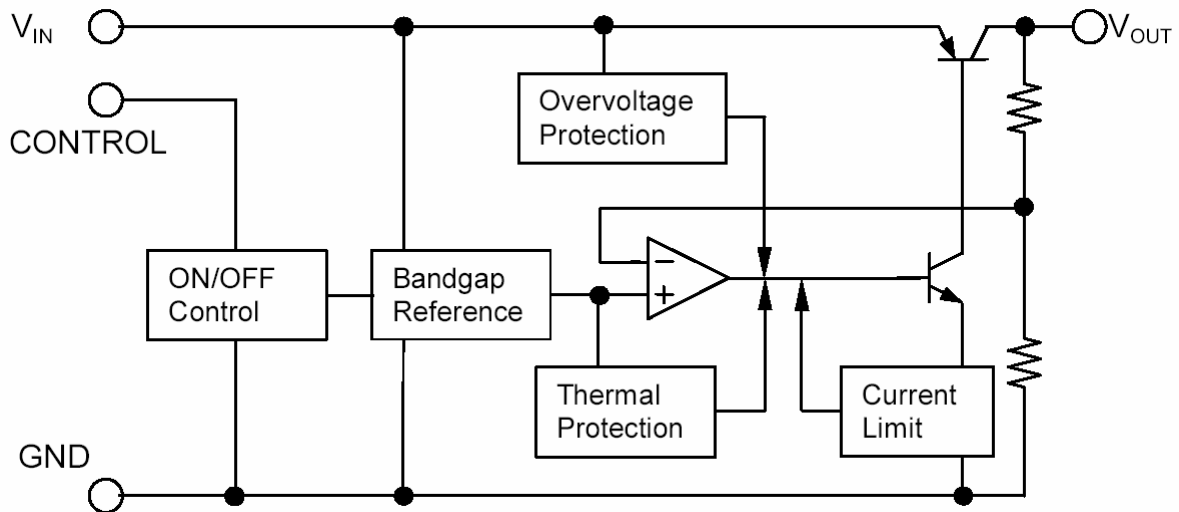 VIN
VOUT
Overvoltage
Protection
CONTROL
ON/OFF
Control
Bandgap
Reference
−
+
Thermal
Protection
Current
Limit
GND